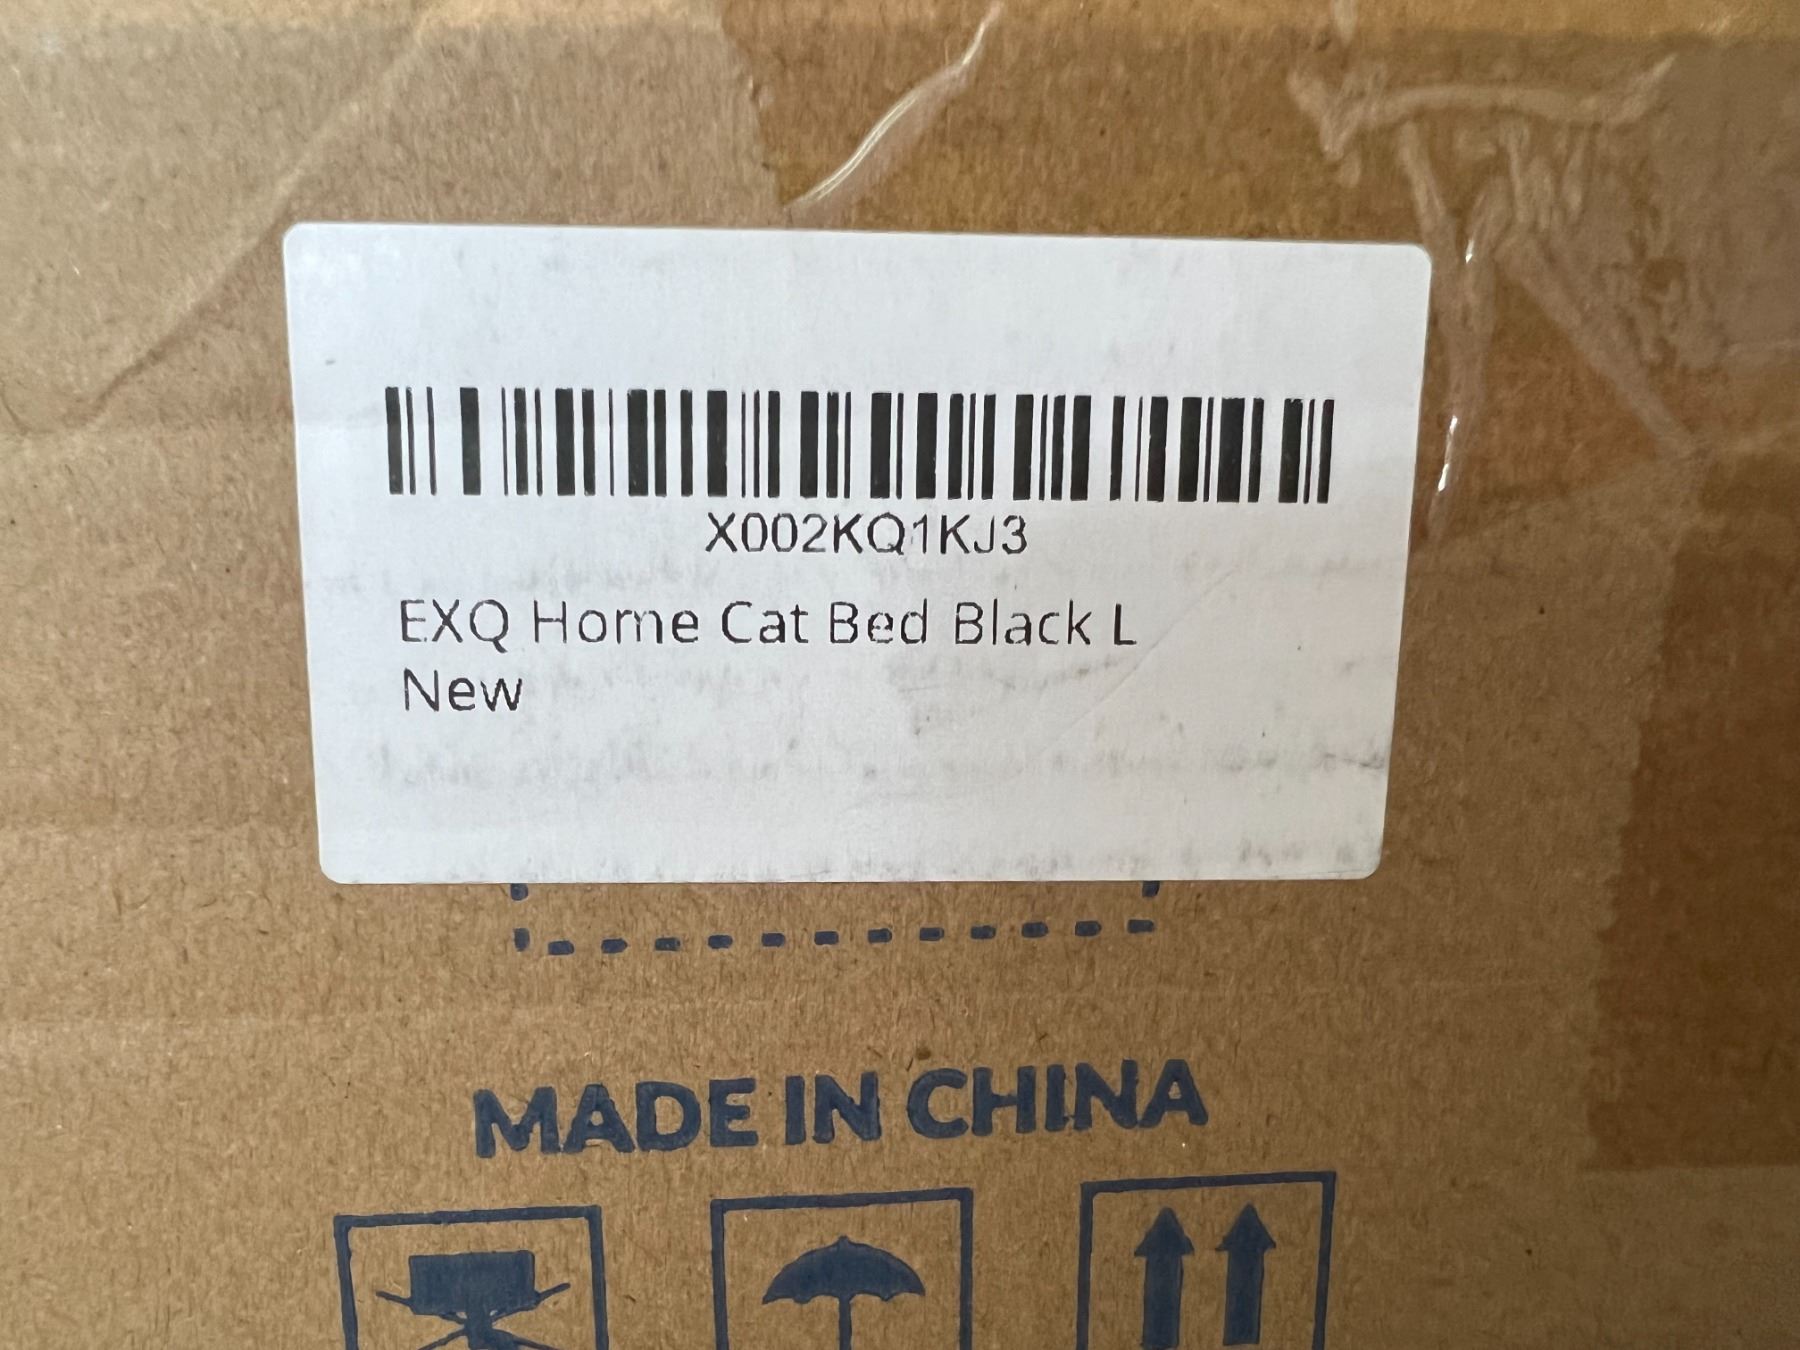 X002KQ1KJ3
EXQ Home Cat Bed Black L
New
MADE IN CHINA